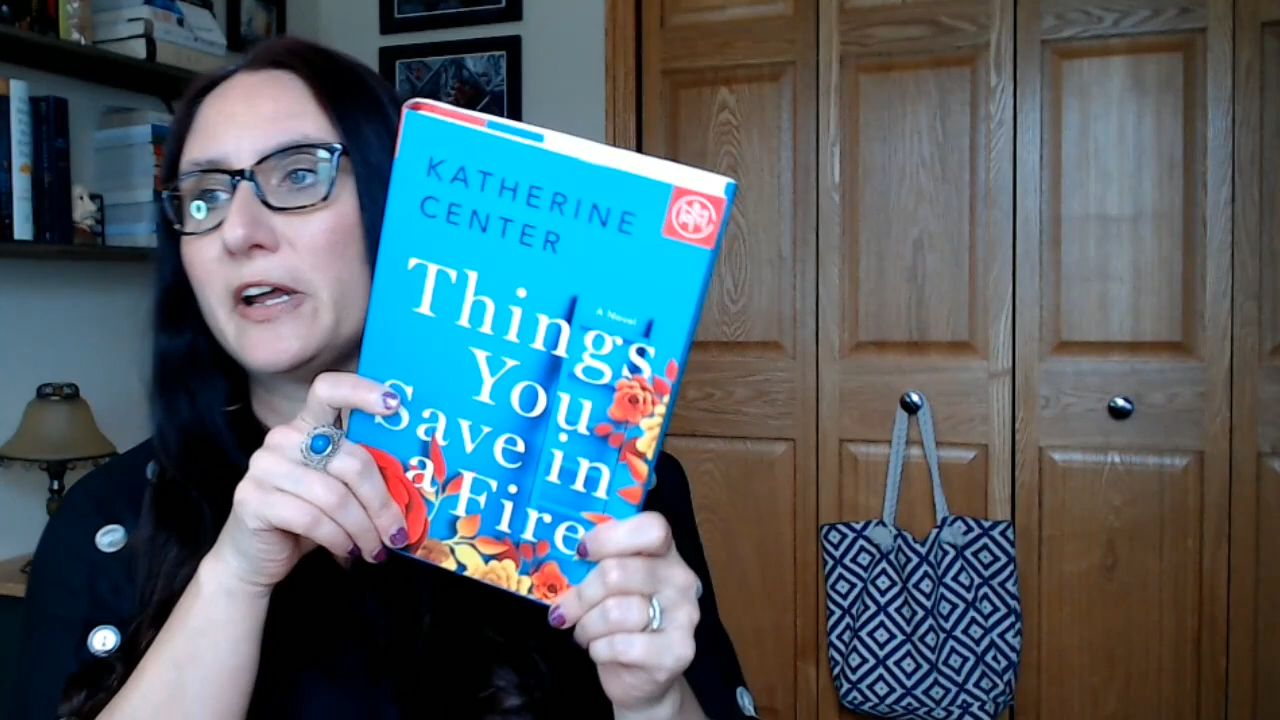 KATHERINE
CENTER
A Novel
Things
You
Save in
a Fire